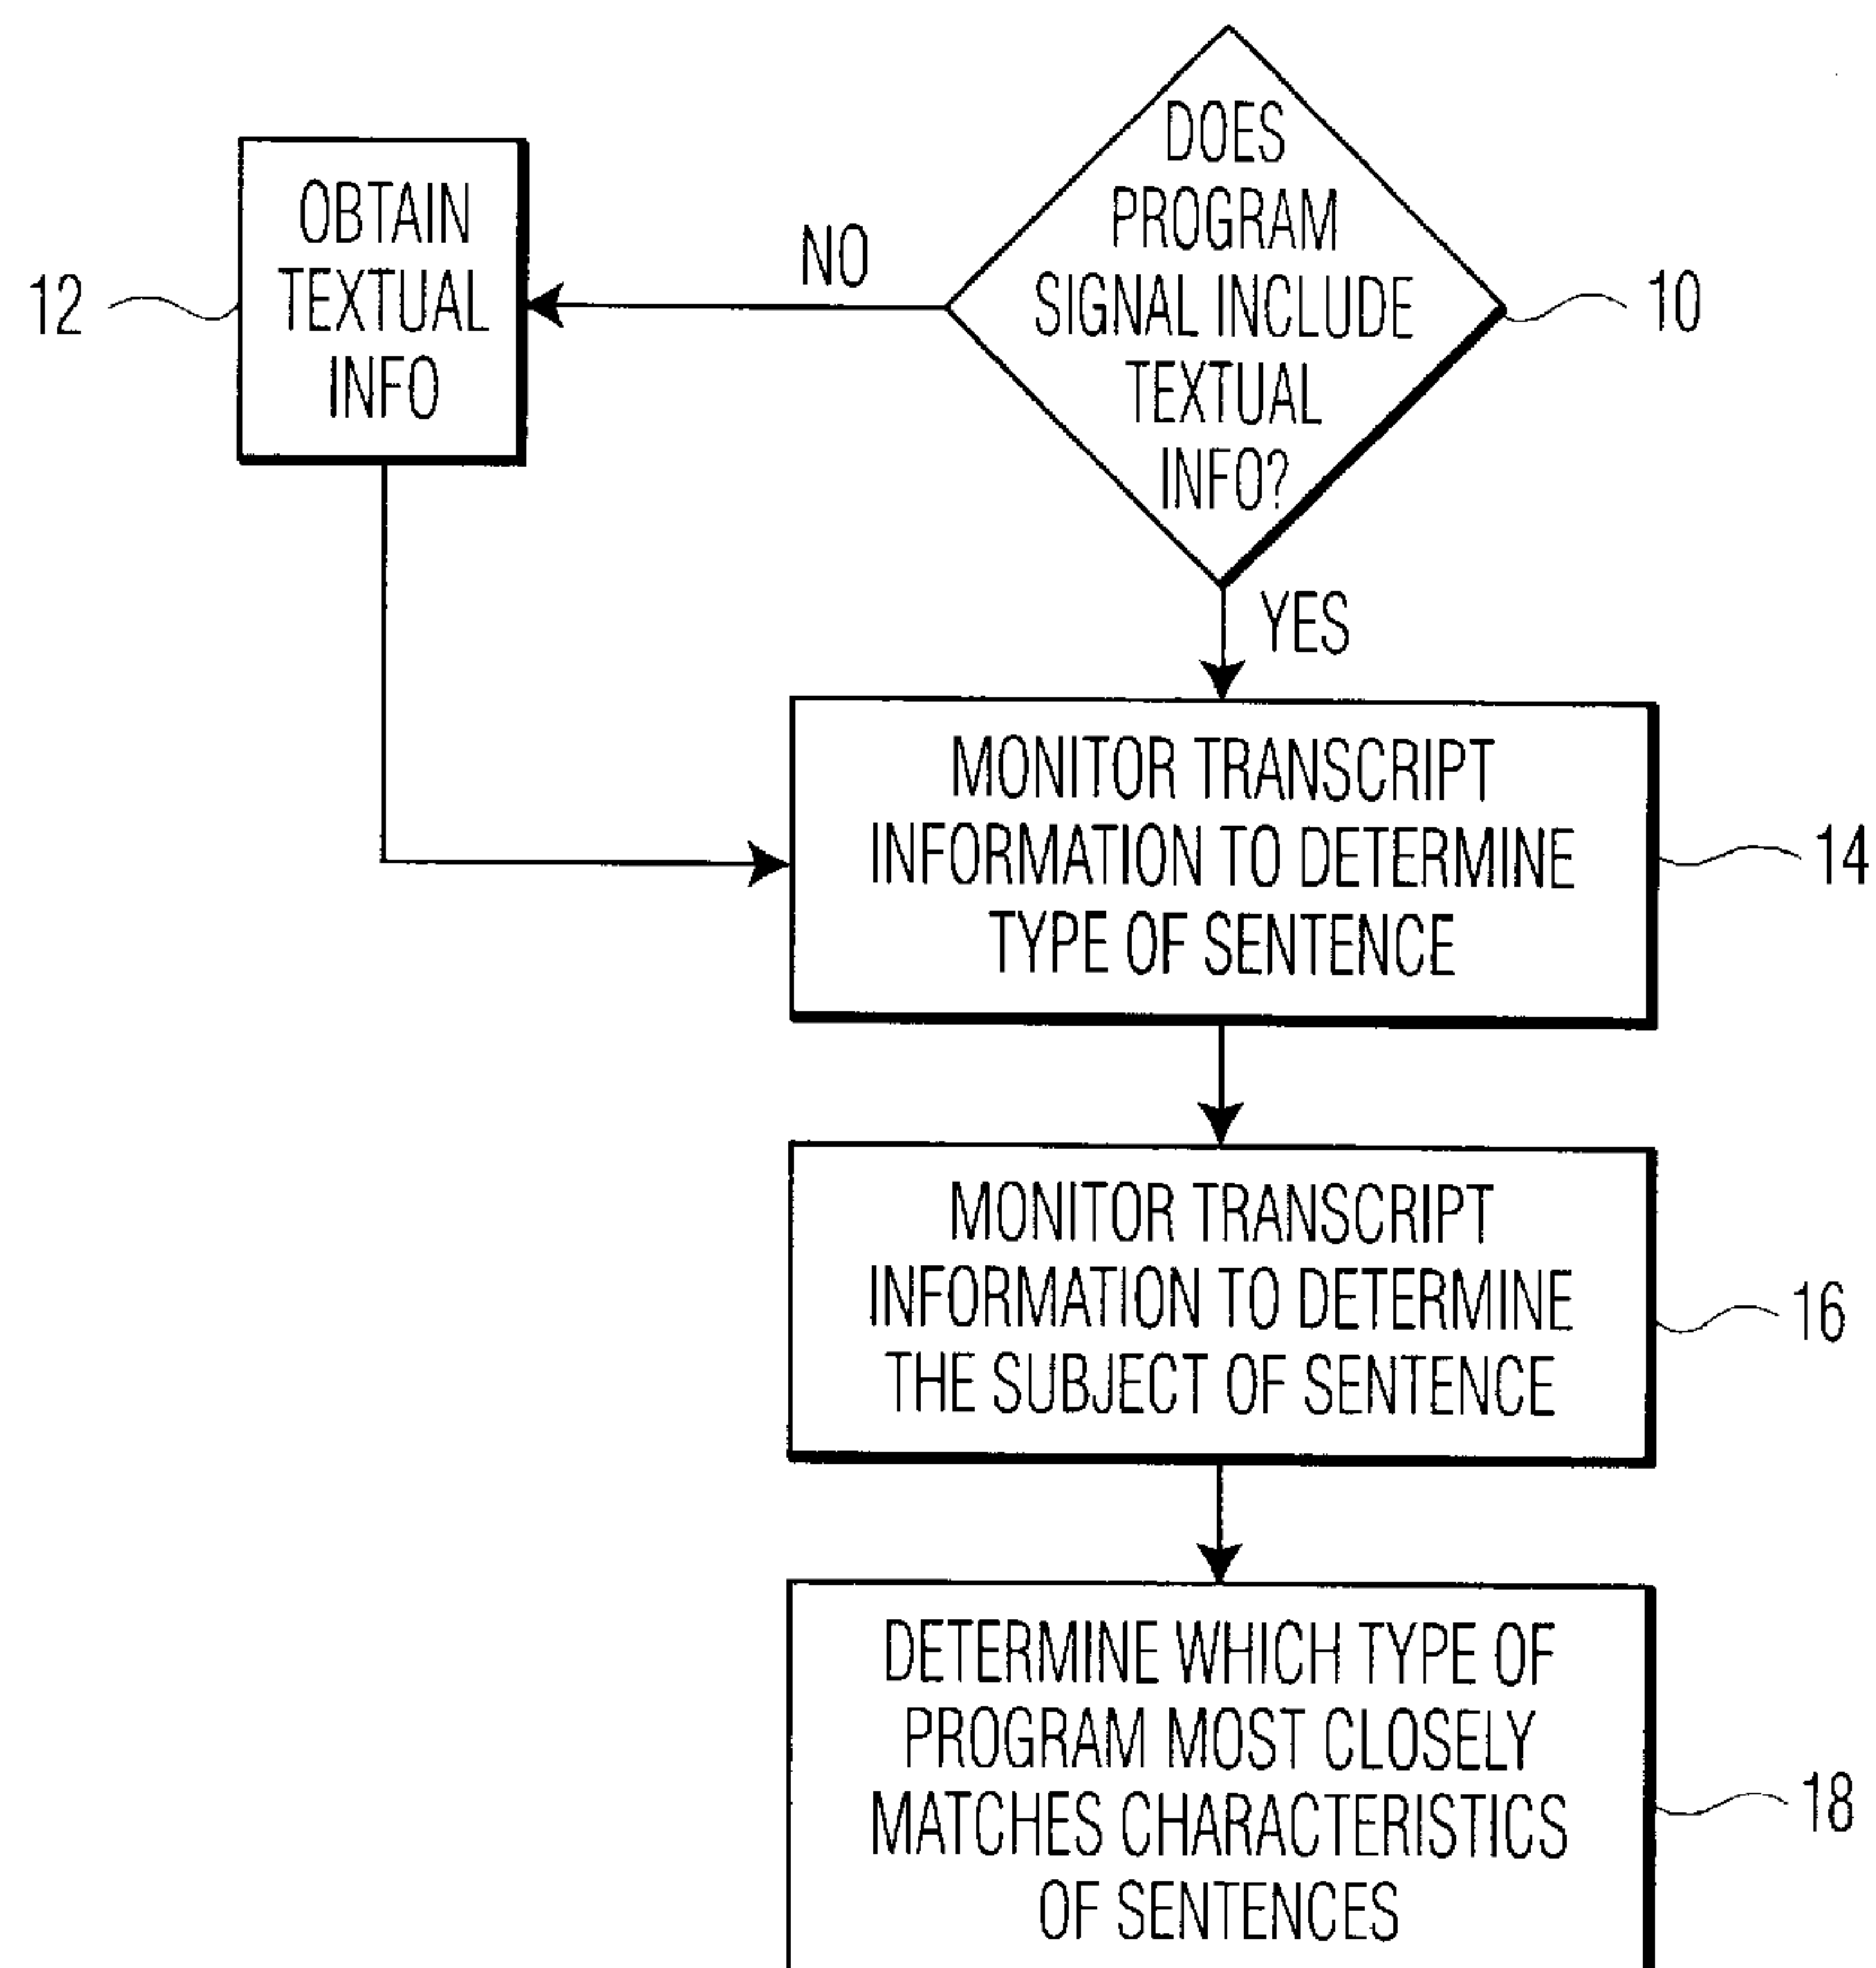 DOES
PROGRAM
SIGNAL INCLUDE
TEXTUAL
INFO?
10
NO
OBTAIN
TEXTUAL
INFO
12
YES
MONITOR TRANSCRIPT
INFORMATION TO DETERMINE
TYPE OF SENTENCE
14
MONITOR TRANSCRIPT
INFORMATION TO DETERMINE
THE SUBJECT OF SENTENCE
16
DETERMINE WHICH TYPE OF
PROGRAM MOST CLOSELY
MATCHES CHARACTERISTICS
OF SENTENCES
18